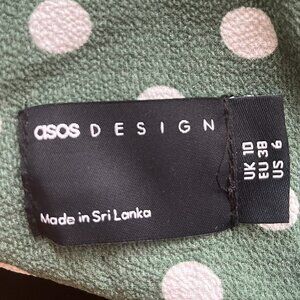 asos DESIGN
Made in Sri Lanka
UK 10
EU 38
US 6